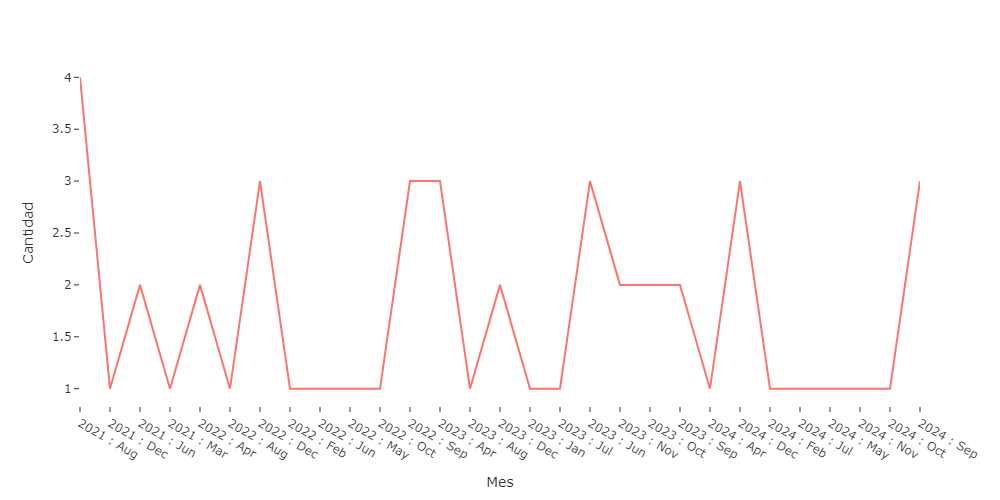 Cantidad
4
3.5
3
2.5
2
1.5
1
2021 : Aug
2021 : Dec
2021 : Jun
2021 : Mar
2022 : Apr
2022 : Aug
2022 : Dec
2022 : Feb
2022 : Jun
2022 : May
2022 : Oct
2022 : Sep
2023 : Apr
2023 : Aug
2023 : Dec
2023 : Jan
2023 : Jul
2023 : Jun
2023 : Nov
2023 : Oct
2023 : Sep
2024 : Apr
2024 : Dec
2024 : Feb
2024 : Jul
2024 : May
2024 : Nov
2024 : Oct
2024 : Sep
Mes